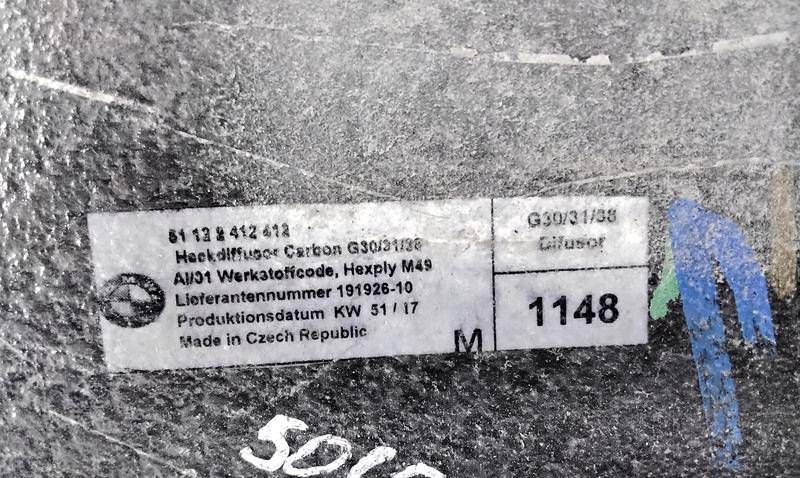 51 12 2 412 412
Heckdiffusor Carbon G30/31/38
AI/01 Werkstoffcode, Hexply M49
Lieferantennummer 191926-10
Produktionsdatum KW 51 / 17
Made in Czech Republic
M
G30/31/38
Difusor
1148